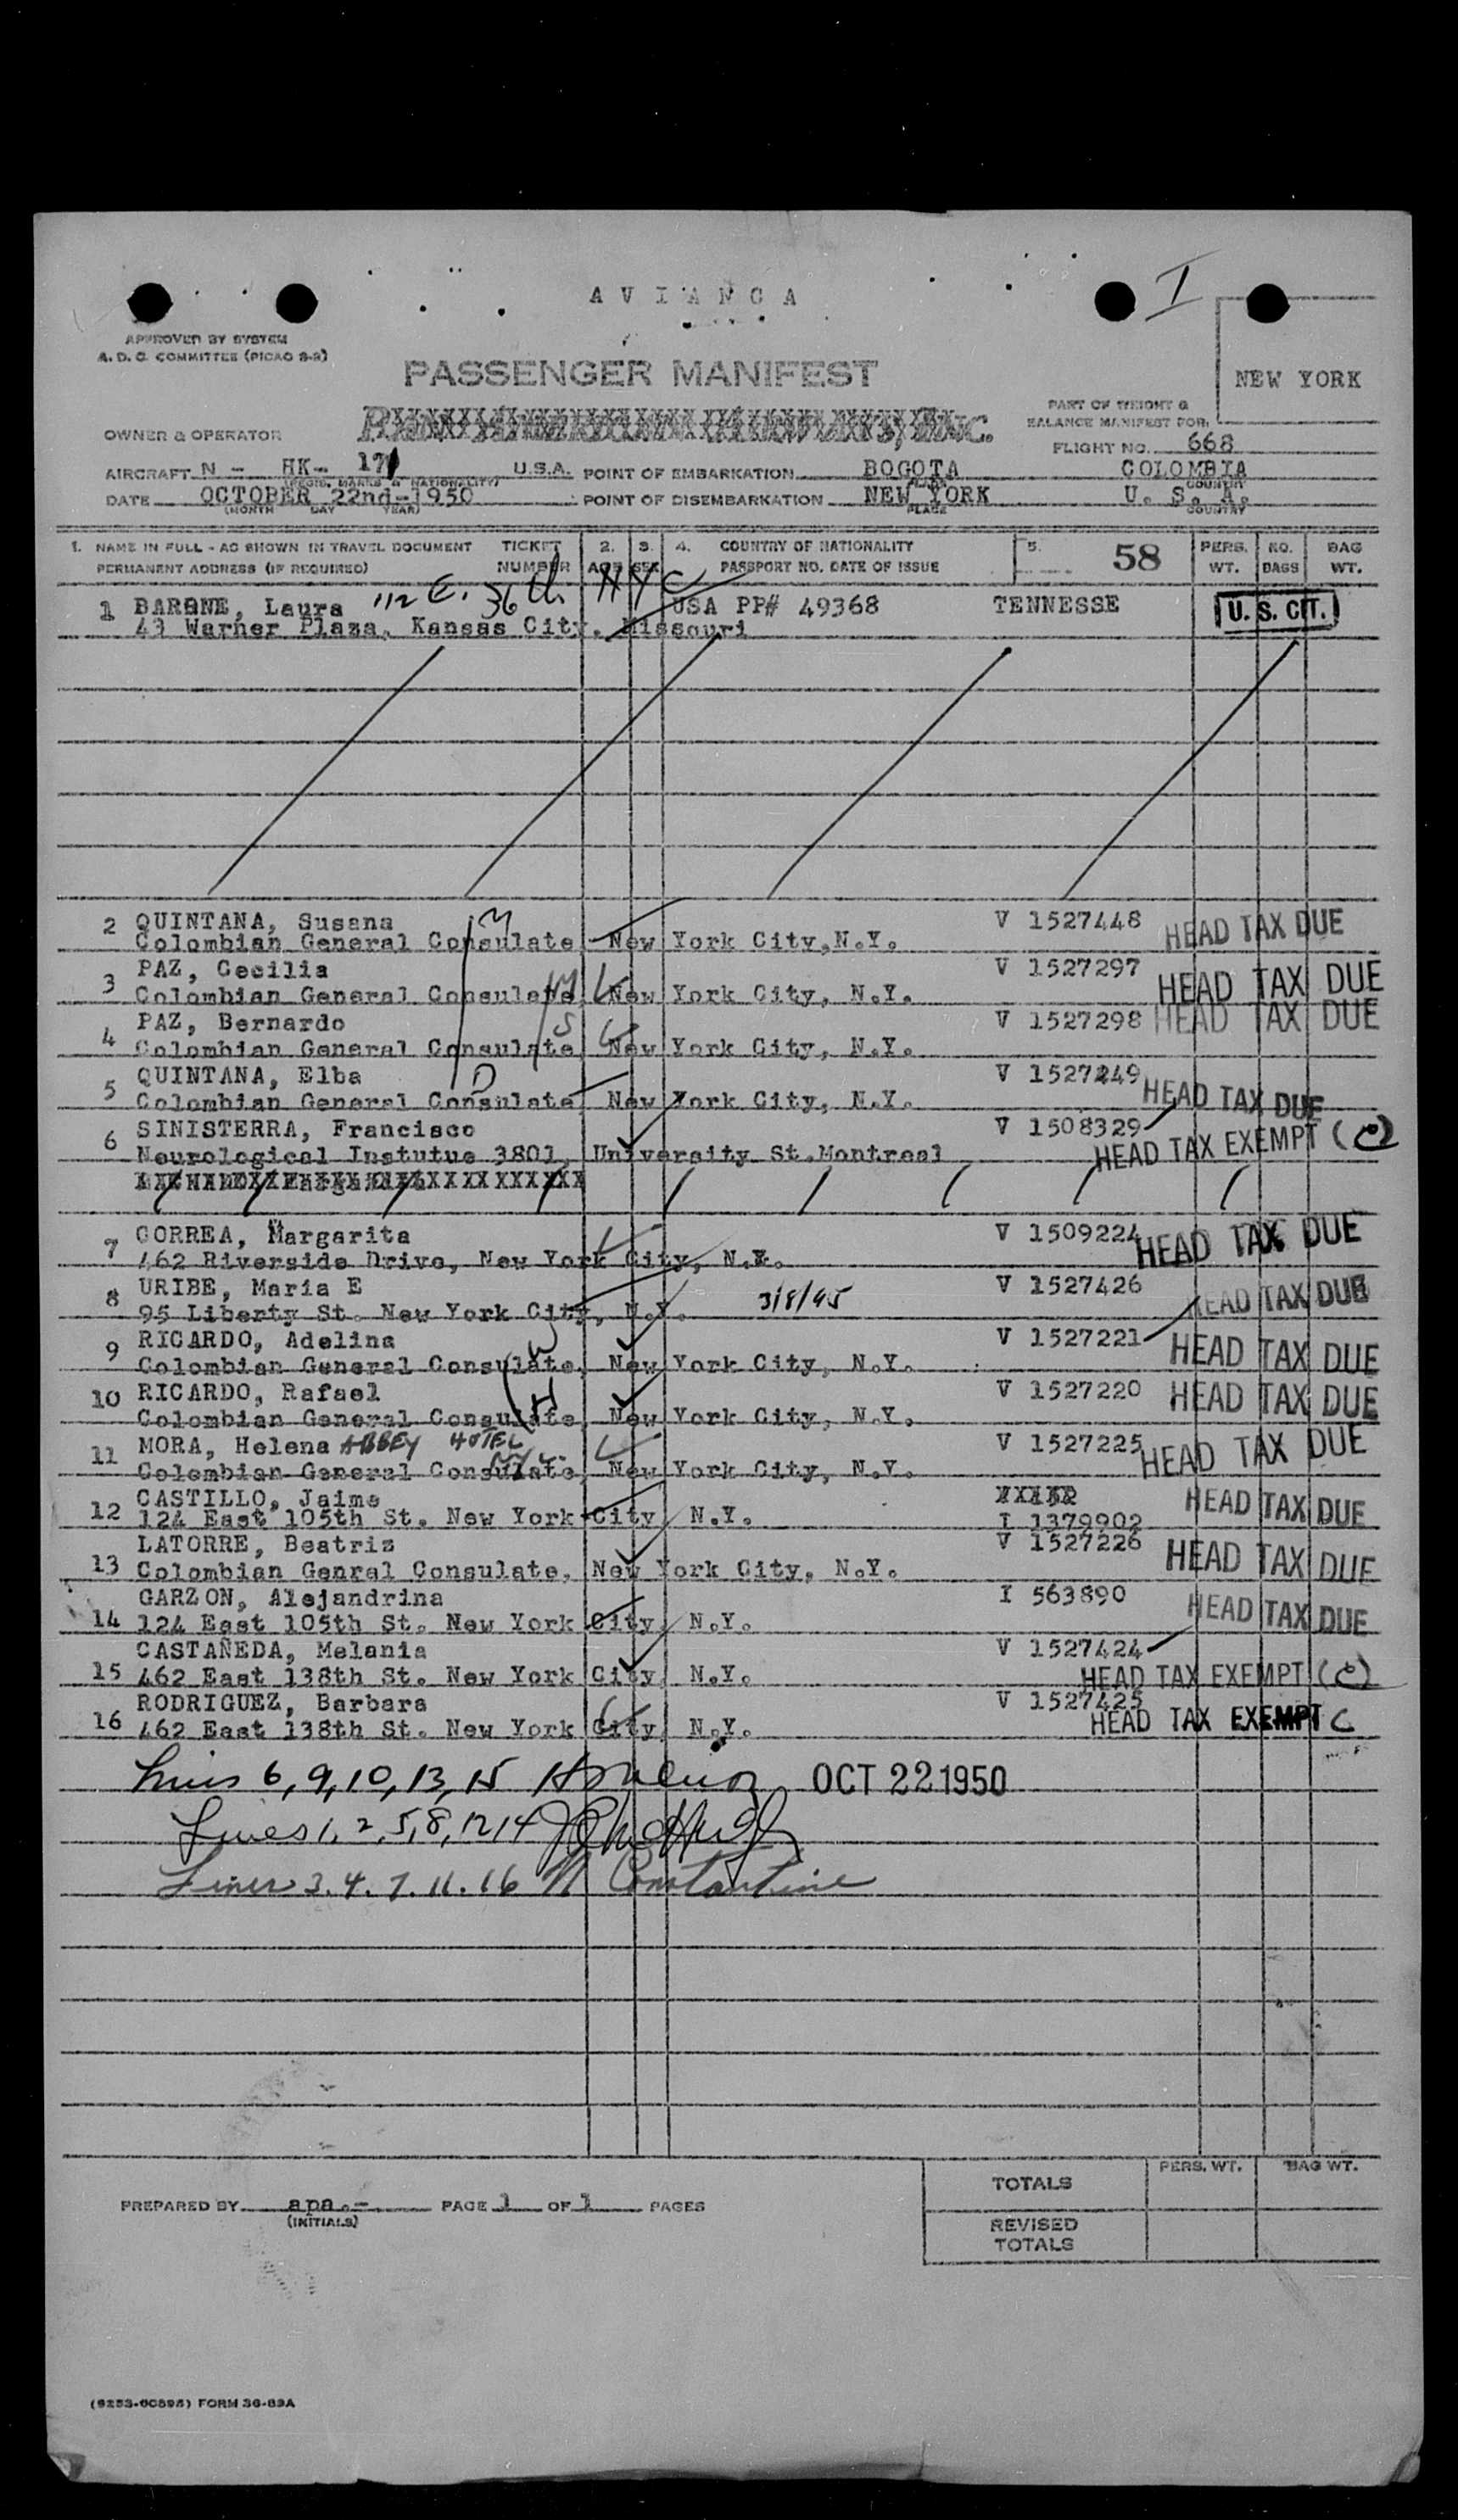 AVIANCA
I
APPROVED BY SYSTEM
A. D. C. COMMITTEE (PICAO 9-9)
PASSENGER MANIFEST
NEW YORK
PART OF WEIGHT &
BALANCE MANIFEST FOR:
OWNER & OPERATOR
FLIGHT NO. 668
AIRCRAFT N - HK- 171 U.S.A. POINT OF EMBARKATION BOGOTA COLOMBIA
(REGIS. MARKS & NATIONALITY) PLACE COUNTRY
DATE OCTOBER 22nd-1950 POINT OF DISEMBARKATION NEW YORK U. S. A.
(MONTH DAY YEAR) PLACE COUNTRY
1. NAME IN FULL - AS SHOWN IN TRAVEL DOCUMENT TICKET 2. 3. 4. COUNTRY OF NATIONALITY 5. 58 PERS. NO. BAG
PERMANENT ADDRESS (IF REQUIRED) NUMBER AGE SEX PASSPORT NO. DATE OF ISSUE WT. BAGS WT.
112 E. 36th NYC
1 BARONE, Laura USA PP# 49368 TENNESSE U. S. CIT.
43 Warner Plaza, Kansas City, Missouri
2 QUINTANA, Susana M V 1527448 HEAD TAX DUE
Colombian General Consulate New York City,N.Y.
3 PAZ, Cecilia V 1527297 HEAD TAX DUE
Colombian General Consulate, New York City, N.Y. M
4 PAZ, Bernardo S V 1527298 HEAD TAX DUE
Colombian General Consulate, New York City, N.Y.
5 QUINTANA, Elba D V 1527249 HEAD TAX DUE
Colombian General Consulate, New York City, N.Y.
6 SINISTERRA, Francisco V 1508329 HEAD TAX EXEMPT (C)
Neurological Instutue 3801, University St.Montreal
7 CORREA, Margarita V 1509224 HEAD TAX DUE
462 Riverside Drive, New York City, N.Y.
8 URIBE, Maria E V 1527426 HEAD TAX DUE
95 Liberty St. New York City, N.Y. 3/8/45
9 RICARDO, Adelina W V 1527221 HEAD TAX DUE
Colombian General Consulate, New York City, N.Y.
10 RICARDO, Rafael H V 1527220 HEAD TAX DUE
Colombian General Consulate, New York City, N.Y.
11 MORA, Helena ABBEY HOTEL NYC V 1527225 HEAD TAX DUE
Colombian General Consulate, New York City, N.Y.
12 CASTILLO, Jaime HEAD TAX DUE
124 East 105th St. New York City, N.Y. I 1379902
13 LATORRE, Beatriz V 1527226 HEAD TAX DUE
Colombian Genral Consulate, New York City, N.Y.
14 GARZON, Alejandrina I 563890 HEAD TAX DUE
124 East 105th St. New York City, N.Y.
15 CASTAÑEDA, Melania V 1527424 HEAD TAX EXEMPT (C)
462 East 138th St. New York City, N.Y.
16 RODRIGUEZ, Barbara V 1527425 HEAD TAX EXEMPT C
462 East 138th St. New York City, N.Y.
Lines 6, 9, 10, 13, 15 OCT 22 1950
Lines 1, 2, 5, 8, 12 14
Lines 3. 4. 7. 11. 16 Constantine
PERS. WT. BAG WT.
TOTALS
PREPARED BY apa.- PAGE 1 OF 1 PAGES
(INITIALS)
REVISED
TOTALS
FORM 36-83A